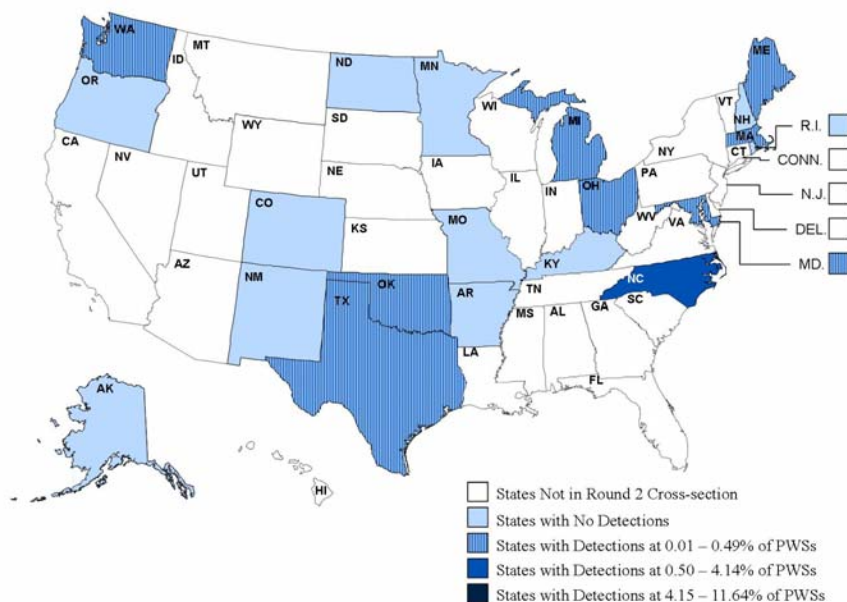 WA
MT
ND
MN
ME
ID
OR
WI
VT
NH
MI
SD
MA
R.I.
WY
CT
CONN.
NY
CA
NV
IA
PA
NE
UT
IL
IN
OH
N.J.
CO
WV
VA
DEL.
KS
MO
KY
MD.
AZ
NM
OK
AR
TN
NC
TX
MS
AL
GA
SC
LA
FL
AK
HI
States Not in Round 2 Cross-section
States with No Detections
States with Detections at 0.01 – 0.49% of PWSs
States with Detections at 0.50 – 4.14% of PWSs
States with Detections at 4.15 – 11.64% of PWSs